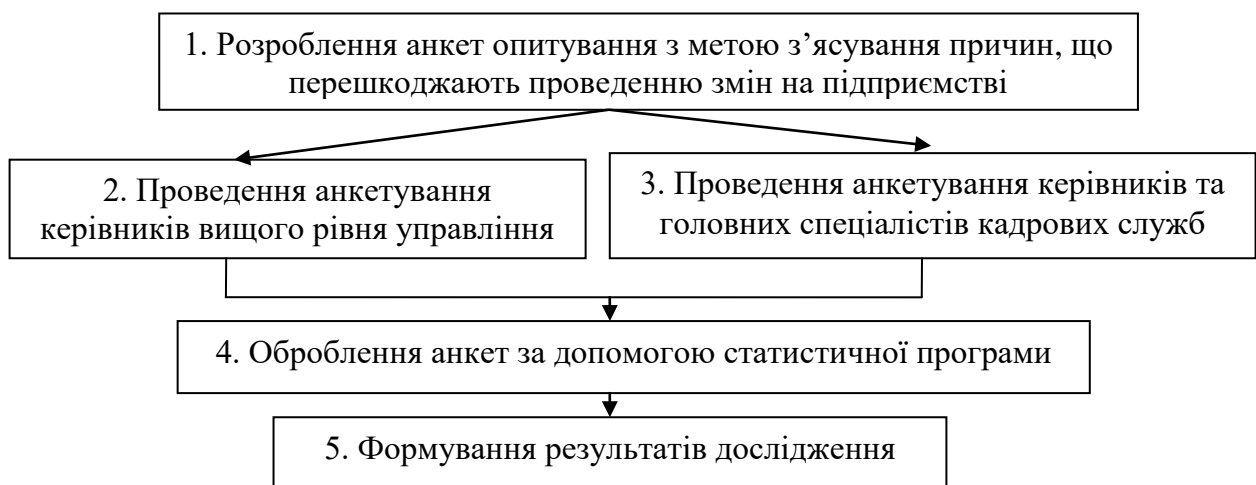 1. Розроблення анкет опитування з метою з’ясування причин, що
перешкоджають проведенню змін на підприємстві
2. Проведення анкетування
керівників вищого рівня управління
3. Проведення анкетування керівників та
головних спеціалістів кадрових служб
4. Оброблення анкет за допомогою статистичної програми
5. Формування результатів дослідження